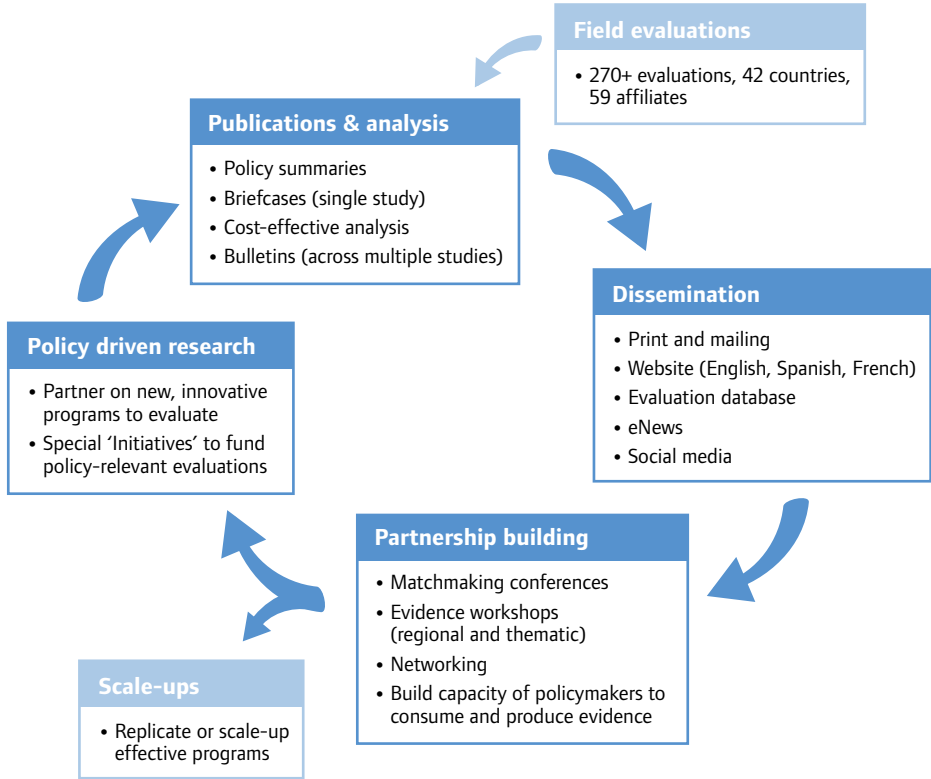 Field evaluations
• 270+ evaluations, 42 countries,
59 affiliates
Publications & analysis
• Policy summaries
• Briefcases (single study)
• Cost-effective analysis
• Bulletins (across multiple studies)
Dissemination
• Print and mailing
• Website (English, Spanish, French)
• Evaluation database
• eNews
• Social media
Policy driven research
• Partner on new, innovative
programs to evaluate
• Special ‘Initiatives’ to fund
policy-relevant evaluations
Partnership building
• Matchmaking conferences
• Evidence workshops
(regional and thematic)
• Networking
• Build capacity of policymakers to
consume and produce evidence
Scale-ups
• Replicate or scale-up
effective programs